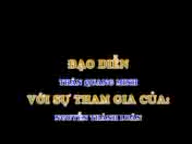 ĐẠO DIỄN
TRẦN QUANG MINH
VỚI SỰ THAM GIA CỦA:
NGUYỄN THÀNH LUÂN